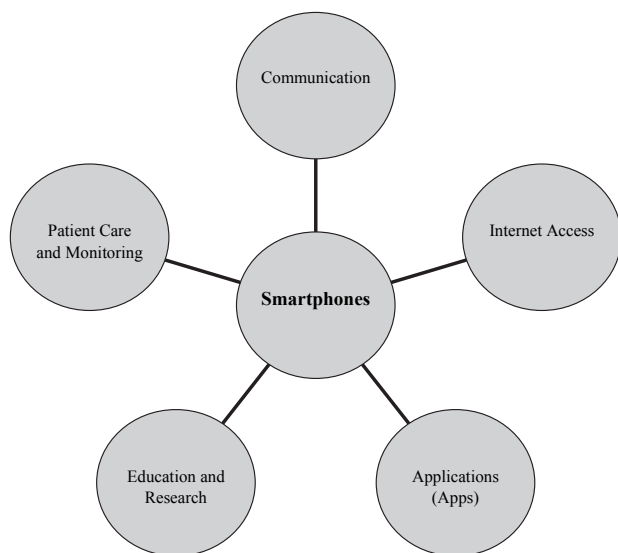 Communication
Patient Care
and Monitoring
Internet Access
Smartphones
Education and
Research
Applications
(Apps)